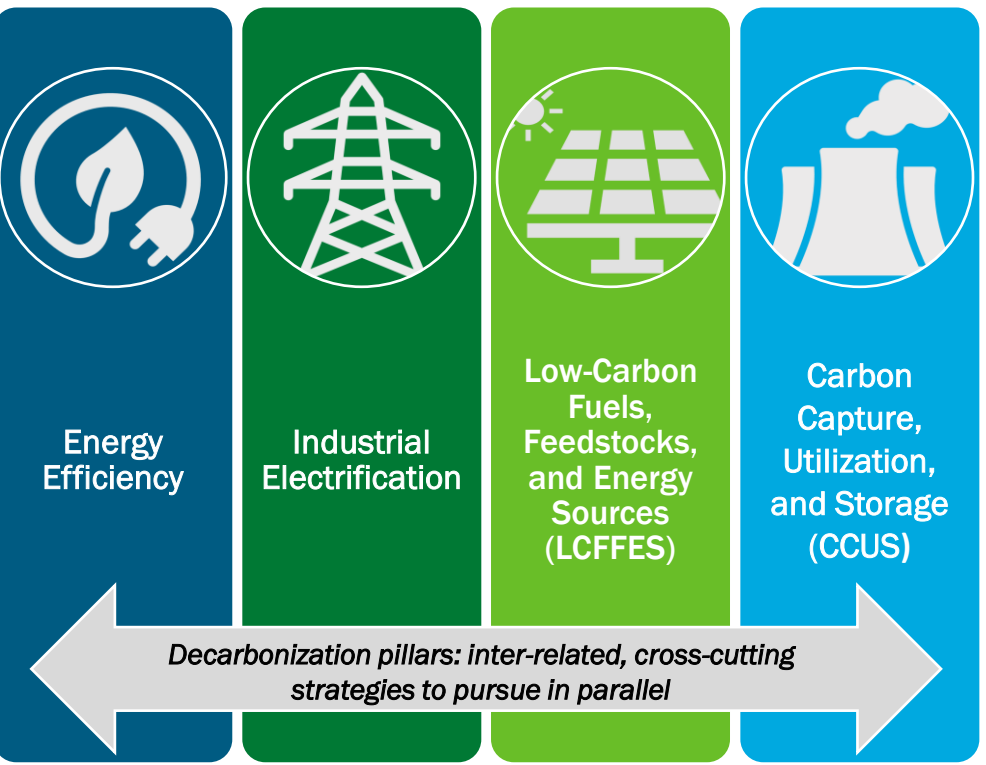 Energy
Efficiency
Industrial
Electrification
Low-Carbon
Fuels,
Feedstocks,
and Energy
Sources
(LCFFES)
Carbon
Capture,
Utilization,
and Storage
(CCUS)
Decarbonization pillars: inter-related, cross-cutting
strategies to pursue in parallel